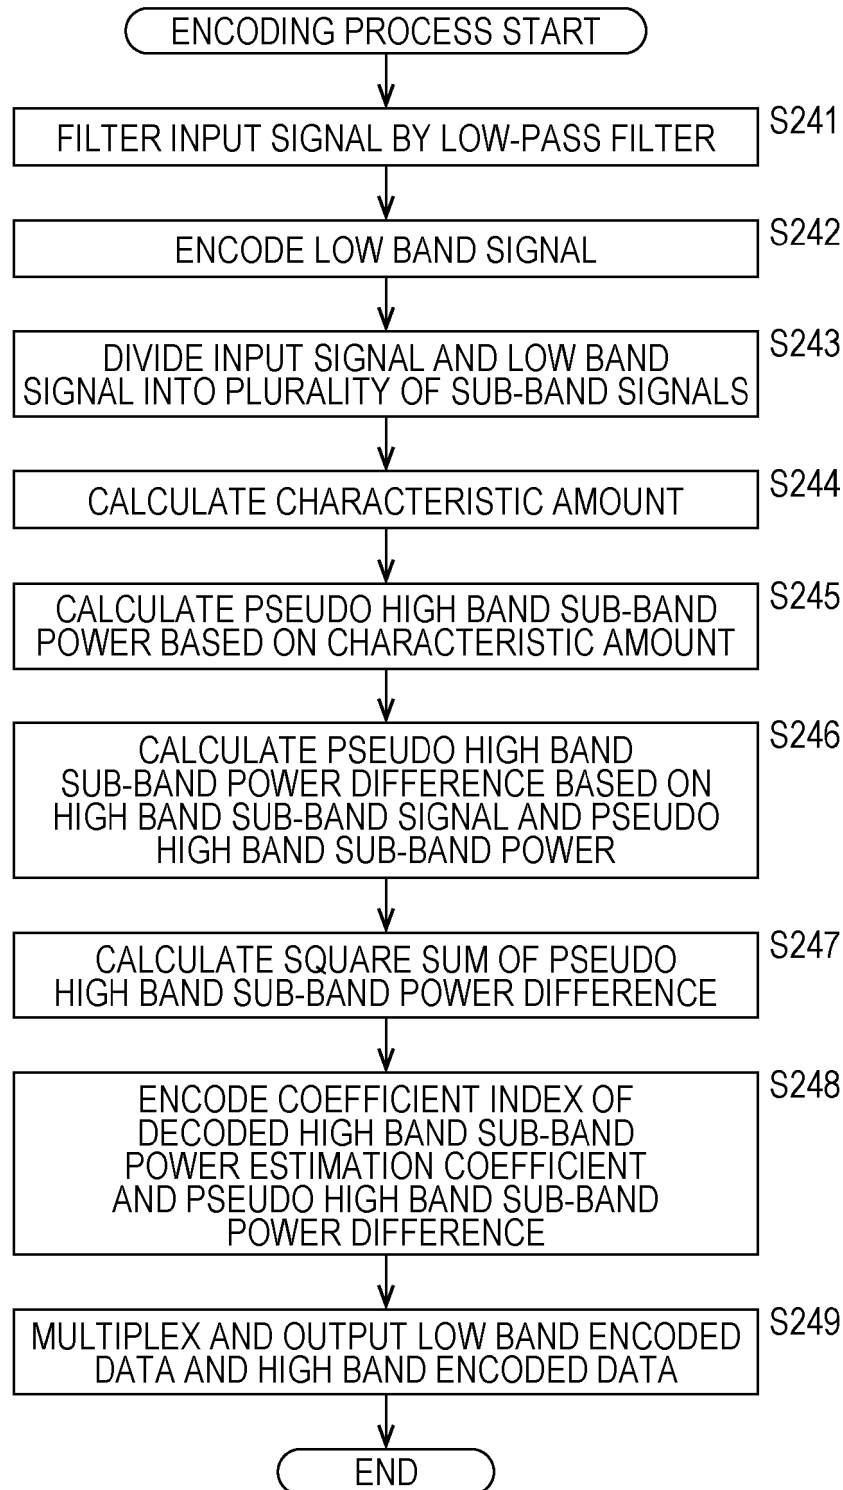 ENCODING PROCESS START
S241
FILTER INPUT SIGNAL BY LOW-PASS FILTER
S242
ENCODE LOW BAND SIGNAL
S243
DIVIDE INPUT SIGNAL AND LOW BAND
SIGNAL INTO PLURALITY OF SUB-BAND SIGNALS
S244
CALCULATE CHARACTERISTIC AMOUNT
S245
CALCULATE PSEUDO HIGH BAND SUB-BAND
POWER BASED ON CHARACTERISTIC AMOUNT
S246
CALCULATE PSEUDO HIGH BAND
SUB-BAND POWER DIFFERENCE BASED ON
HIGH BAND SUB-BAND SIGNAL AND PSEUDO
HIGH BAND SUB-BAND POWER
S247
CALCULATE SQUARE SUM OF PSEUDO
HIGH BAND SUB-BAND POWER DIFFERENCE
S248
ENCODE COEFFICIENT INDEX OF
DECODED HIGH BAND SUB-BAND
POWER ESTIMATION COEFFICIENT
AND PSEUDO HIGH BAND SUB-BAND
POWER DIFFERENCE
S249
MULTIPLEX AND OUTPUT LOW BAND ENCODED
DATA AND HIGH BAND ENCODED DATA
END